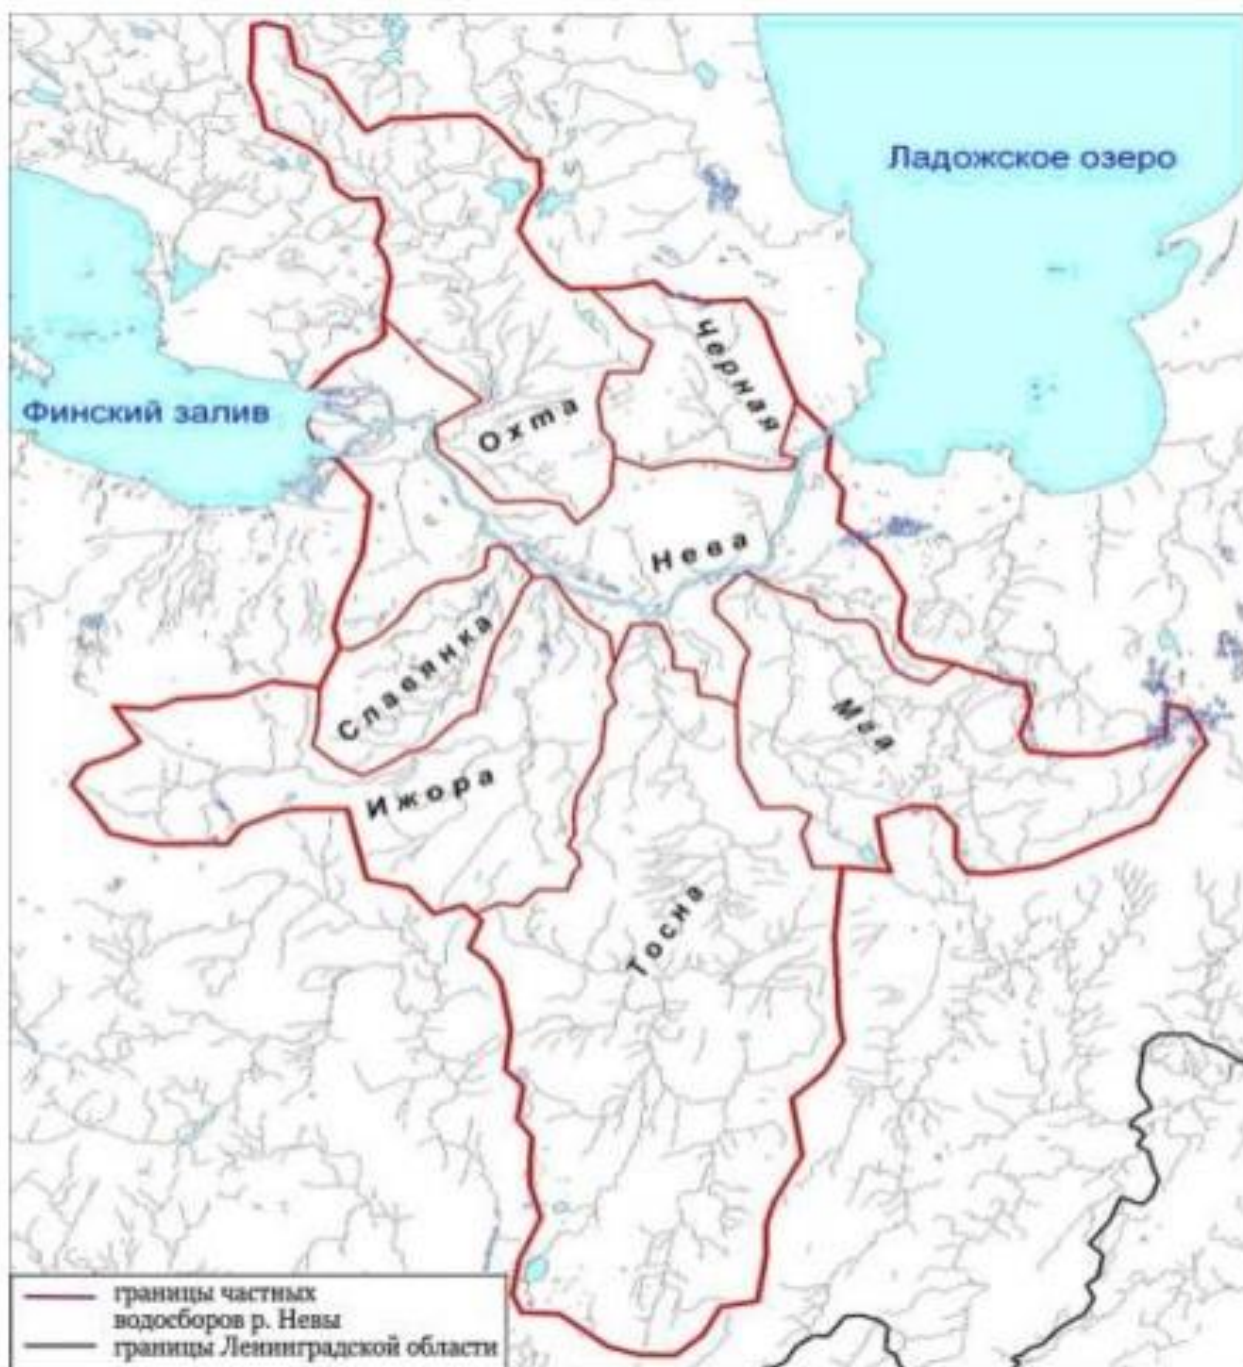 Ладожское озеро
Черная
Финский залив
Охта
Нева
Славянка
Мга
Ижора
Тосна
границы частных
водосборов р. Невы
границы Ленинградской области